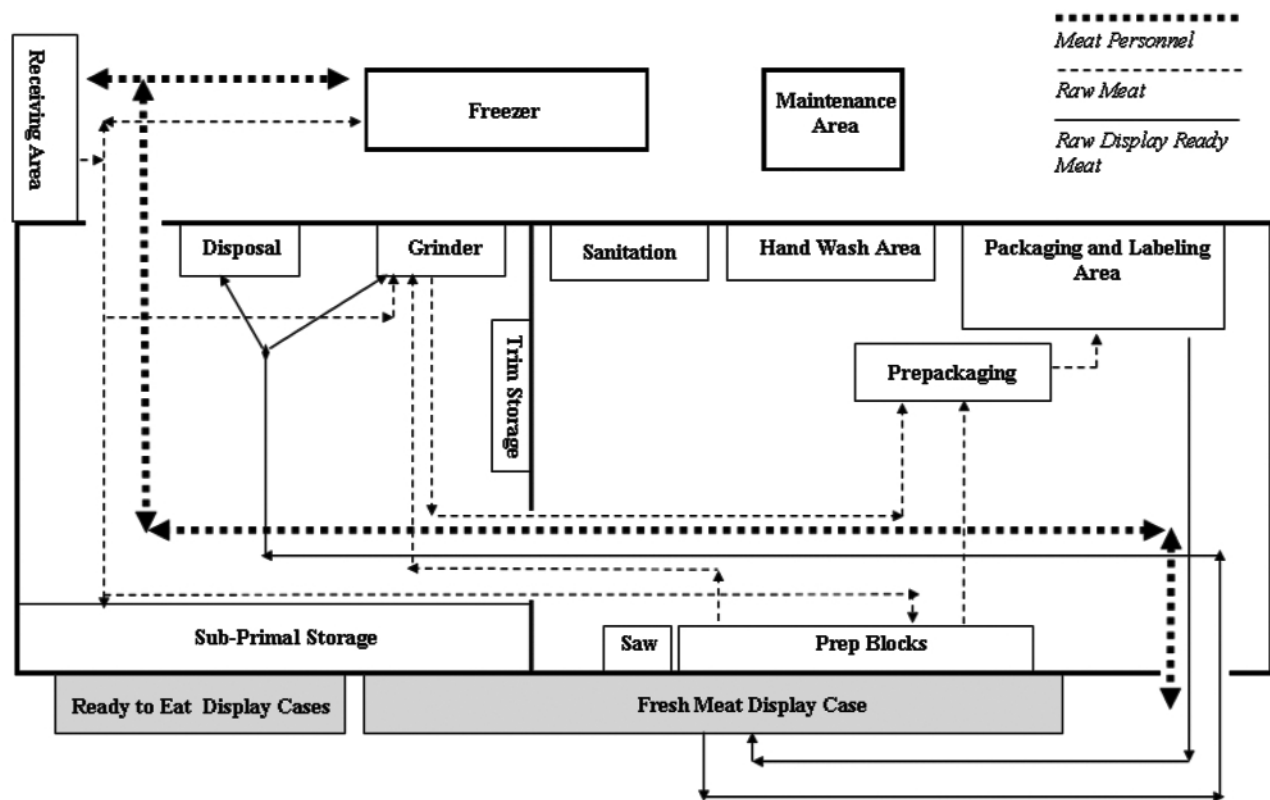 Meat Personnel
Raw Meat
Raw Display Ready
Meat
Receiving Area
Freezer
Maintenance
Area
Disposal
Grinder
Sanitation
Hand Wash Area
Packaging and Labeling
Area
Trim Storage
Prepackaging
Sub-Primal Storage
Saw
Prep Blocks
Ready to Eat Display Cases
Fresh Meat Display Case